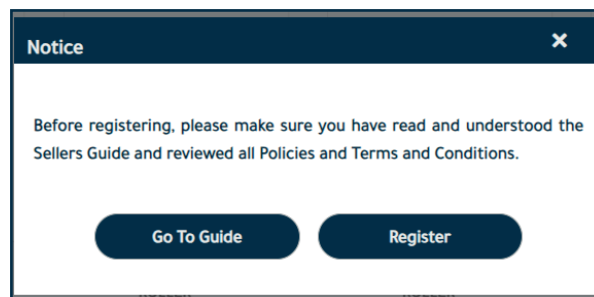 Notice
Before registering, please make sure you have read and understood the
Sellers Guide and reviewed all Policies and Terms and Conditions.
Go To Guide
Register